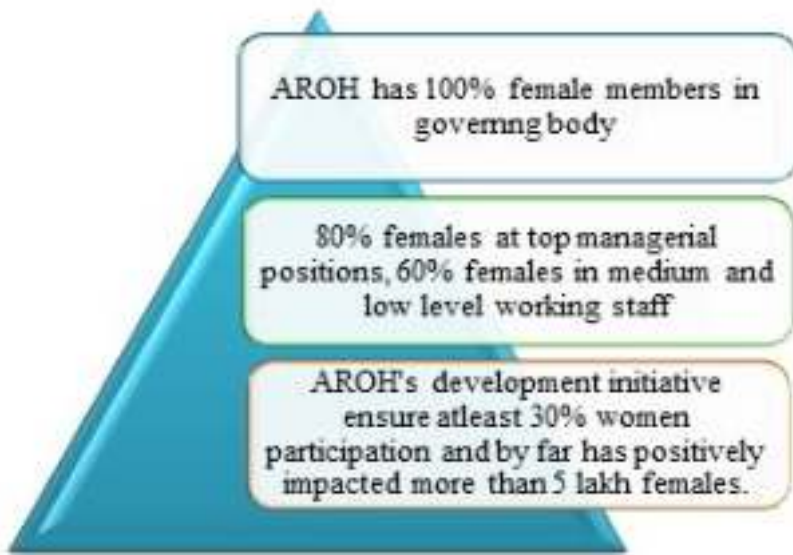 AROH has 100% female members in
governng body
80% females at top managerial
positions, 60% females in medium and
low level working staff
AROH's development initiative
ensure atleast 30% women
participation and by far has positively
impacted more than 5 lakh females.